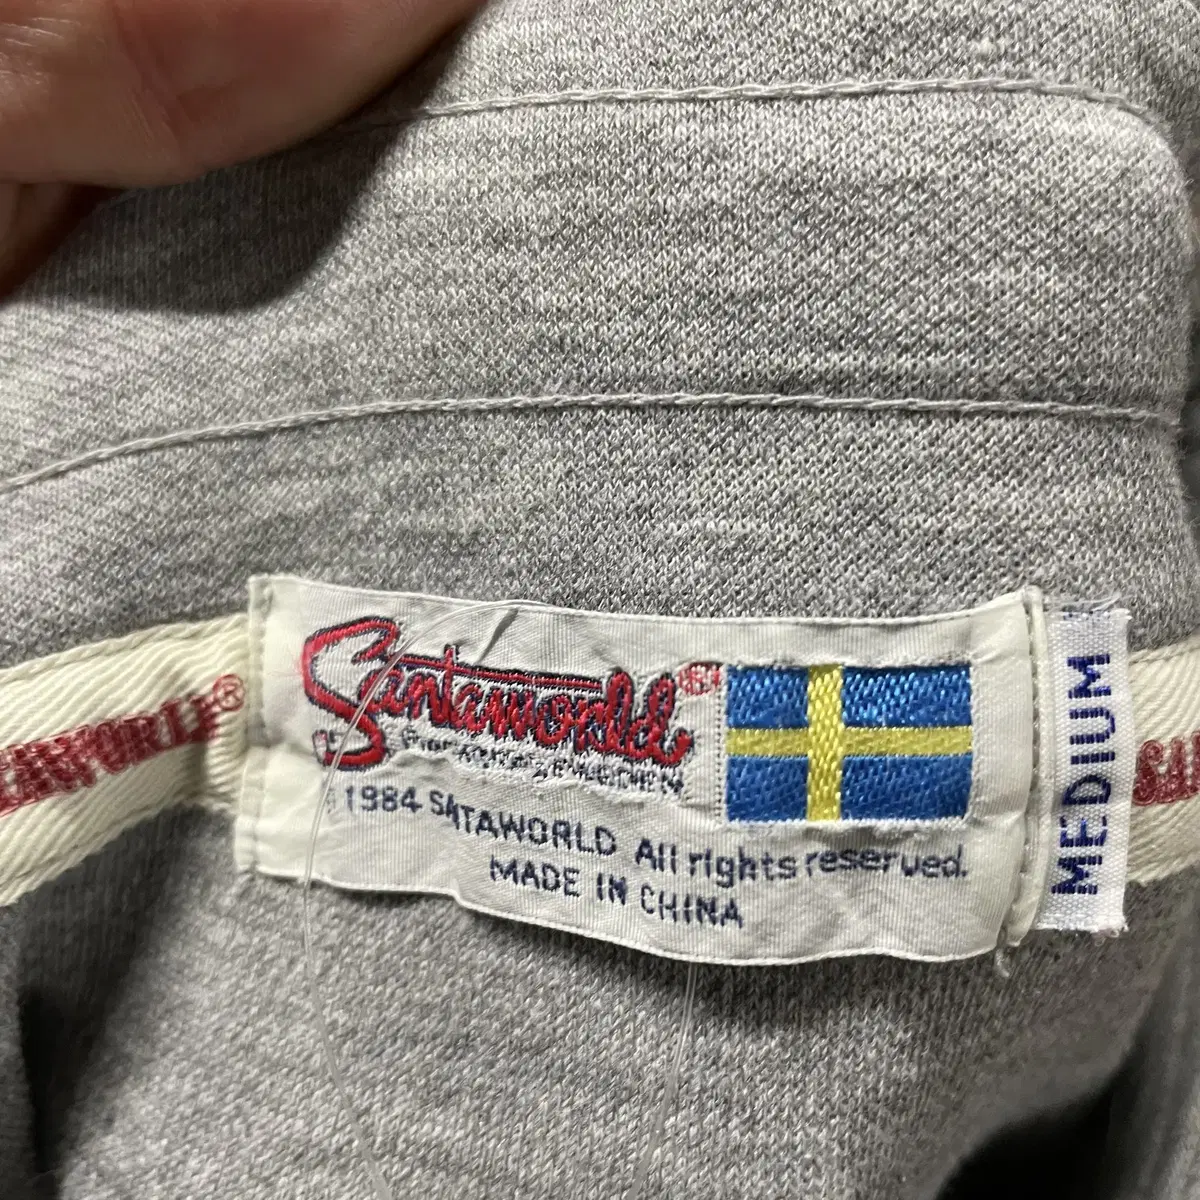 Santaworld®
1984 SATAWORLD All rights reserved.
MADE IN CHINA
MEDIUM